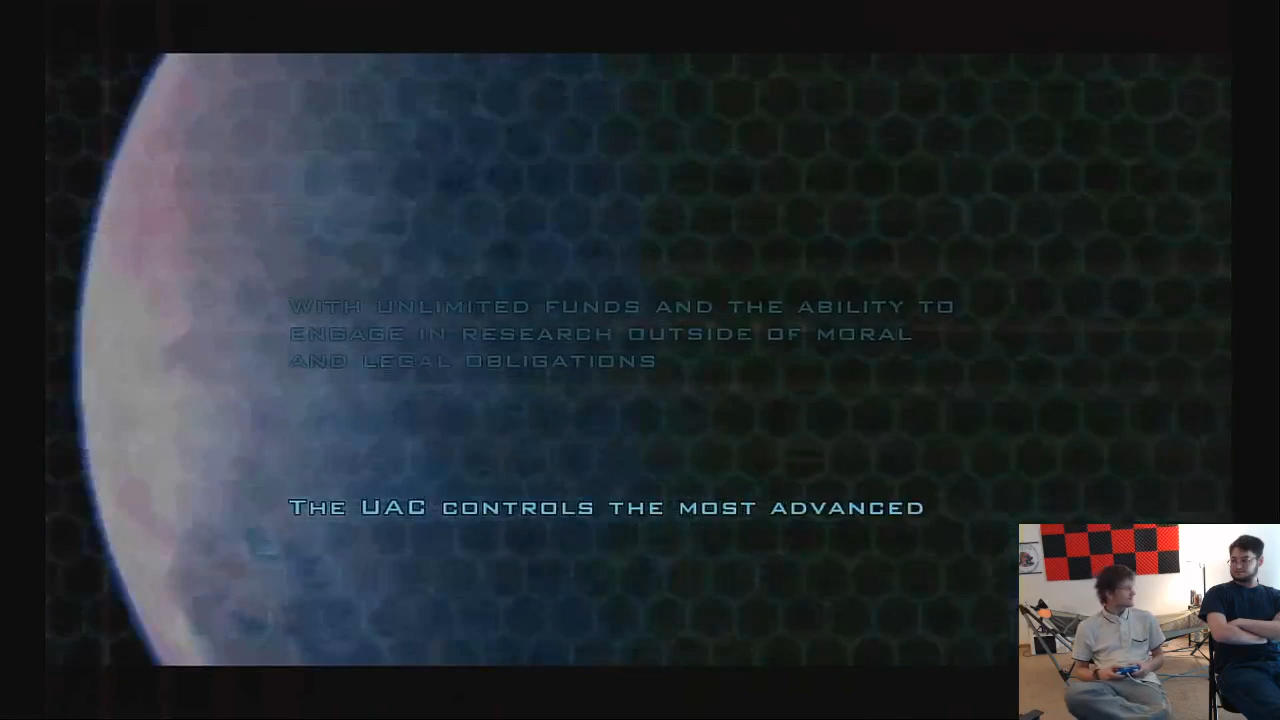 With unlimited funds and the ability to
engage in research outside of moral
and legal obligations
The UAC controls the most advanced